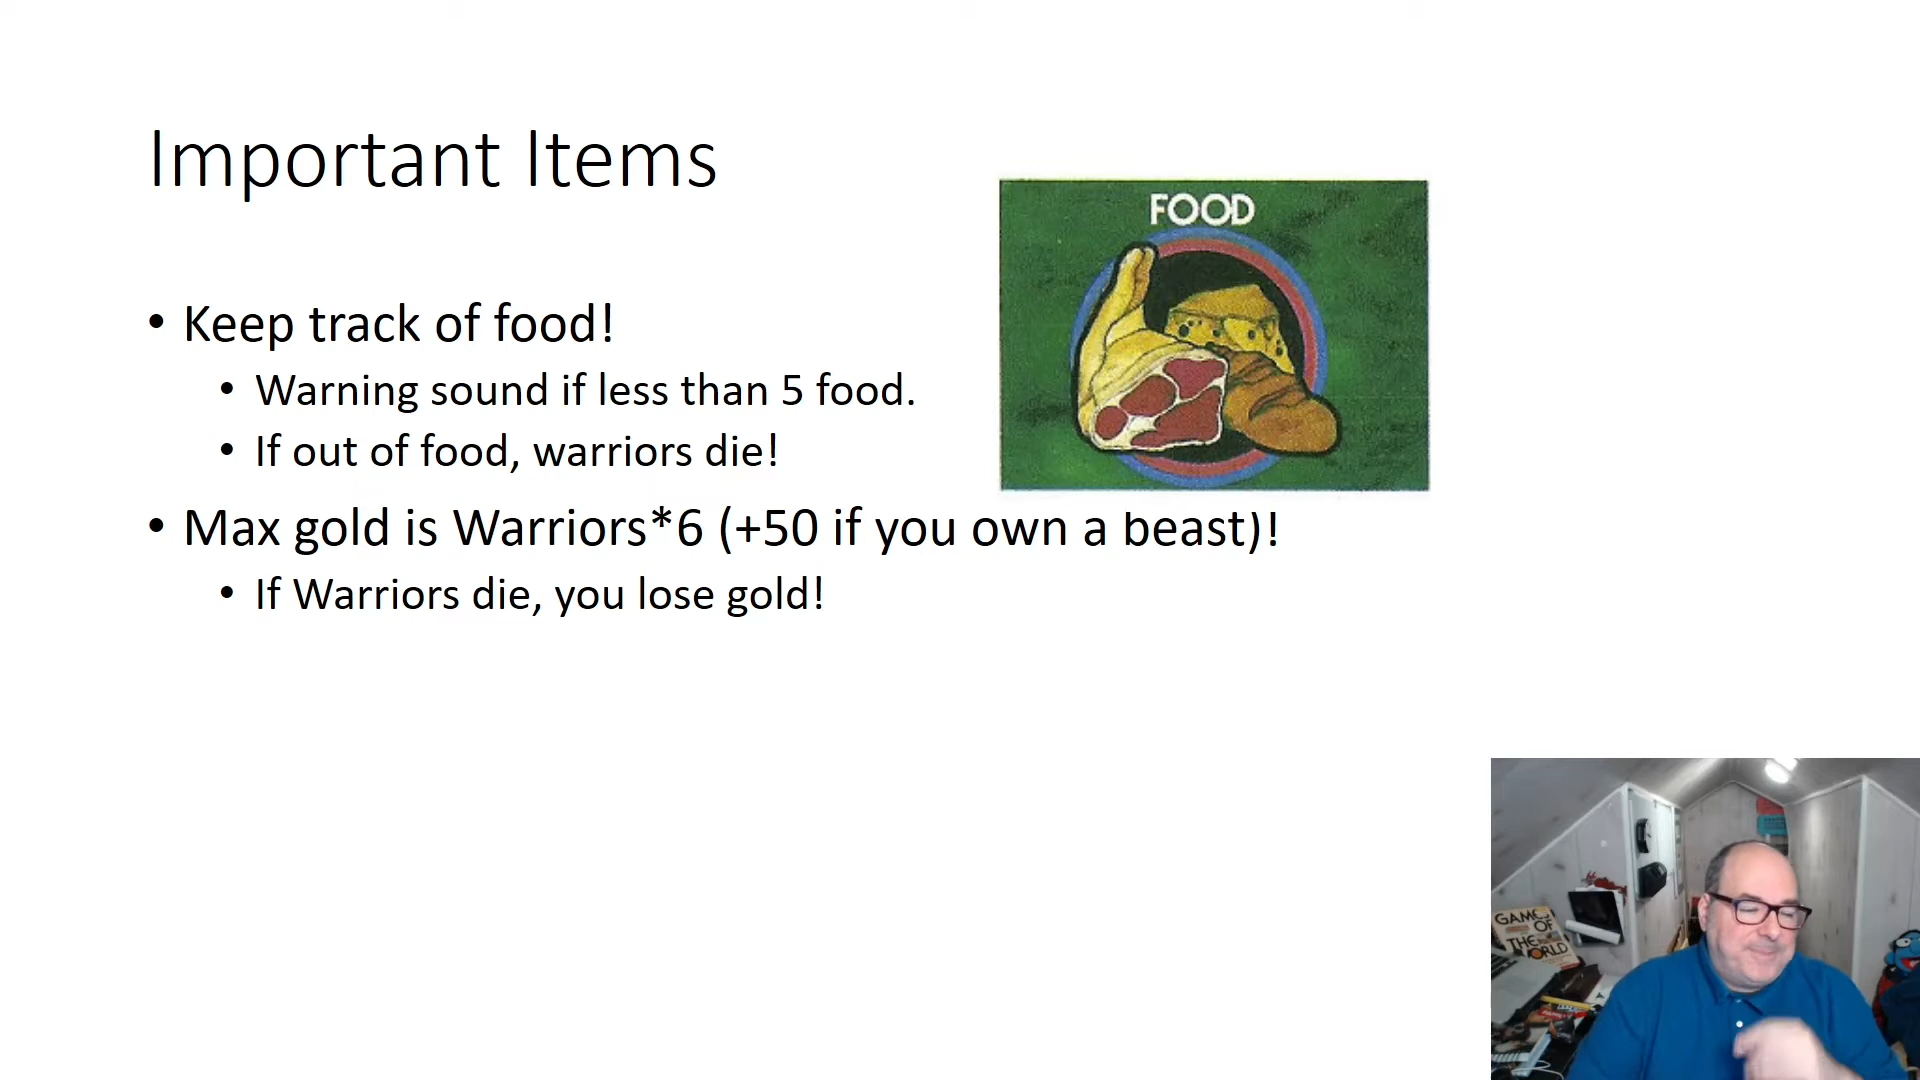 Important Items
FOOD
• Keep track of food!
• Warning sound if less than 5 food.
• If out of food, warriors die!
• Max gold is Warriors*6 (+50 if you own a beast)!
• If Warriors die, you lose gold!
GAMES
OF
THE
WORLD